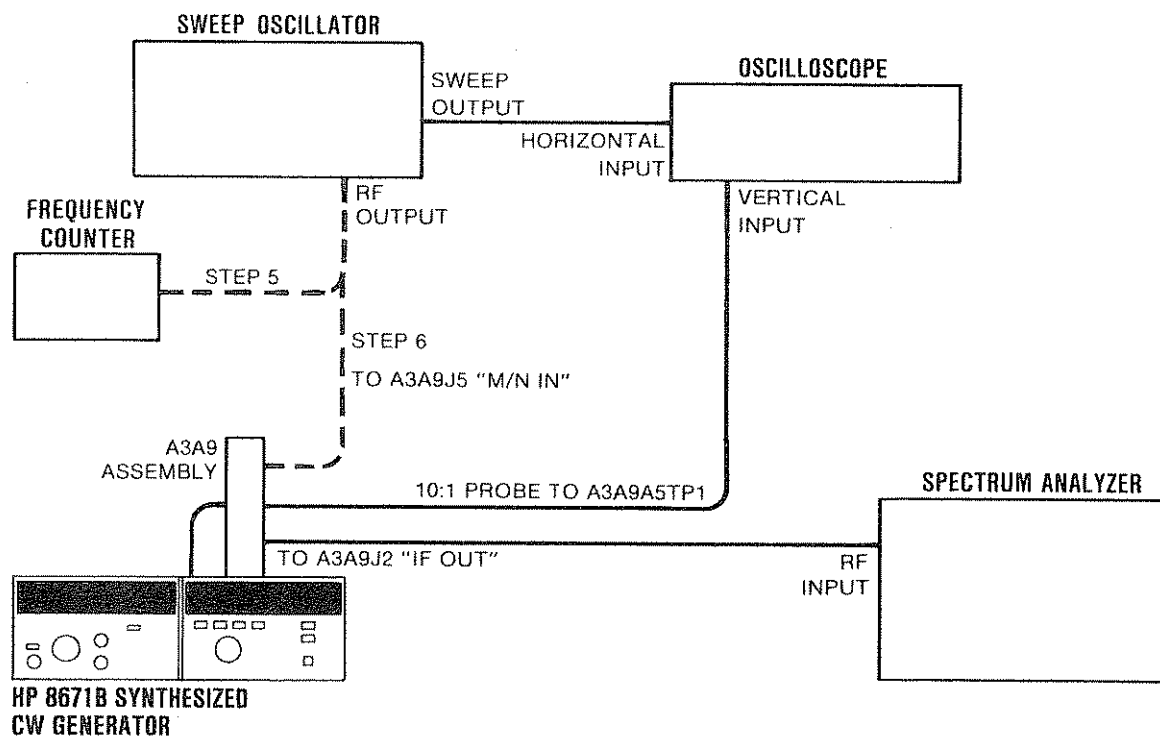 SWEEP OSCILLATOR
SWEEP
OUTPUT
OSCILLOSCOPE
HORIZONTAL
INPUT
RF
OUTPUT
VERTICAL
INPUT
FREQUENCY
COUNTER
STEP 5
STEP 6
TO A3A9J5 "M/N IN"
A3A9
ASSEMBLY
10:1 PROBE TO A3A9A5TP1
SPECTRUM ANALYZER
TO A3A9J2 "IF OUT"
RF
INPUT
HP 8671B SYNTHESIZED
CW GENERATOR